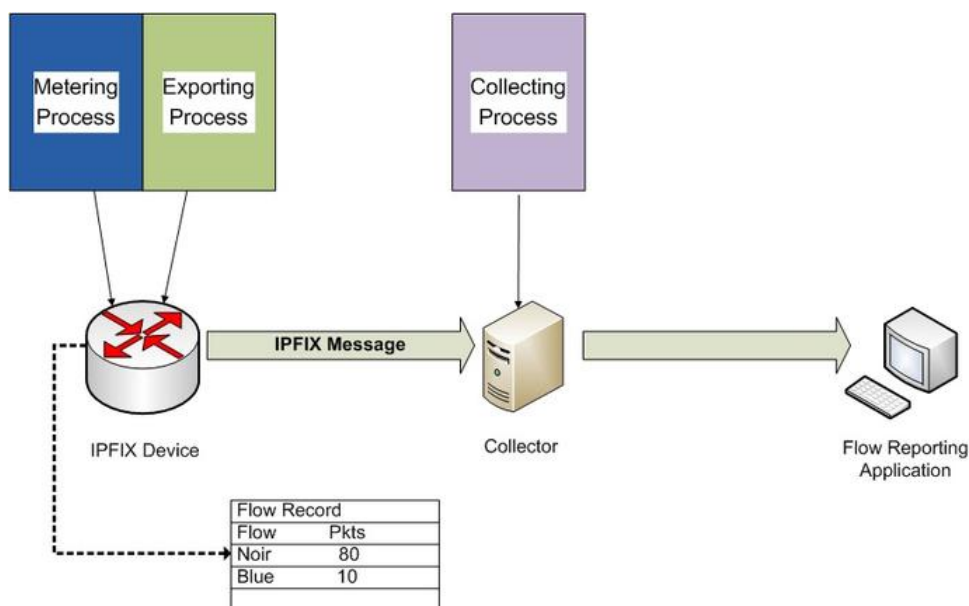 Metering
Process
Exporting
Process
Collecting
Process
IPFIX Message
IPFIX Device
Collector
Flow Reporting
Application
Flow Record
Flow Pkts
Noir 80
Blue 10